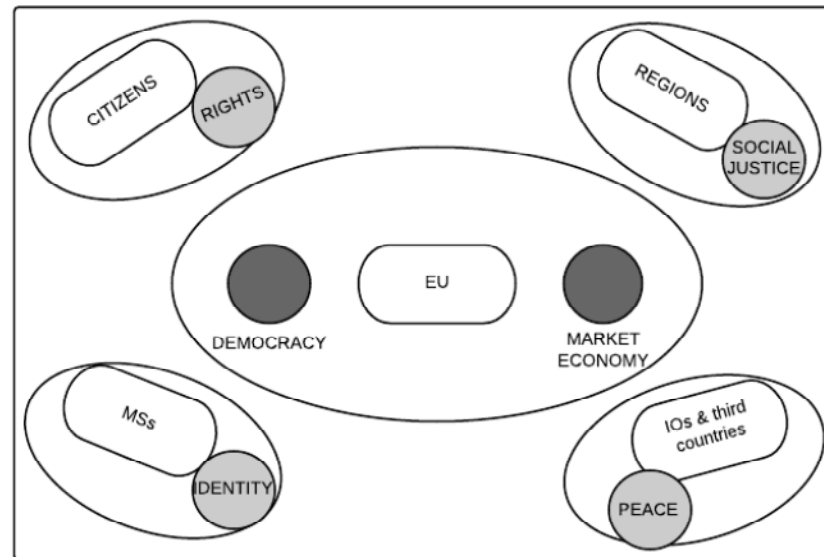 CITIZENS
RIGHTS
REGIONS
SOCIAL
JUSTICE
EU
DEMOCRACY
MARKET
ECONOMY
MSs
IDENTITY
IOs & third
countries
PEACE